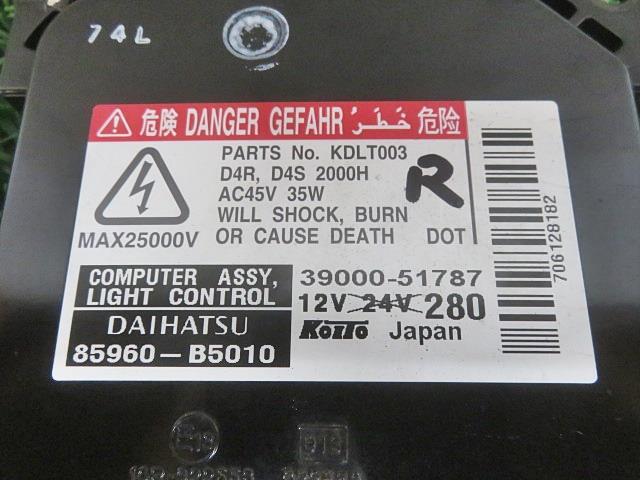 74L
危険 DANGER GEFAHR خَطَر 危险
PARTS No. KDLT003
D4R, D4S 2000H
AC45V 35W
WILL SHOCK, BURN
OR CAUSE DEATH DOT
R
MAX25000V
706128182
COMPUTER ASSY,
LIGHT CONTROL
DAIHATSU
85960-B5010
39000-51787
12V 24V 280
KOITO Japan